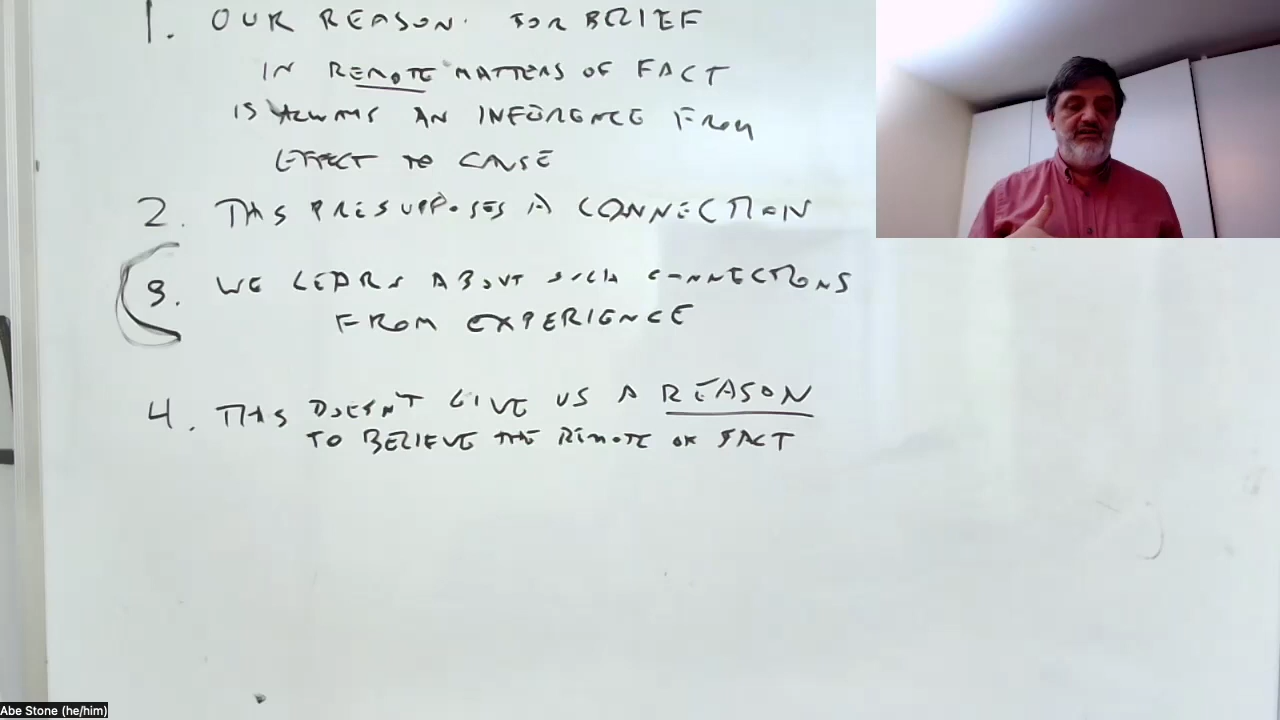 1. OUR REASON FOR BELIEF
IN REMOTE MATTERS OF FACT
IS ALWAYS AN INFERENCE FROM
EFFECT TO CAUSE
2. THIS PRESUPPOSES A CONNECTION
3. WE LEARN ABOUT SUCH CONNECTIONS
FROM EXPERIENCE
4. THIS DOESN'T GIVE US A REASON
TO BELIEVE THE REMOTE OF FACT
Abe Stone (he/him)